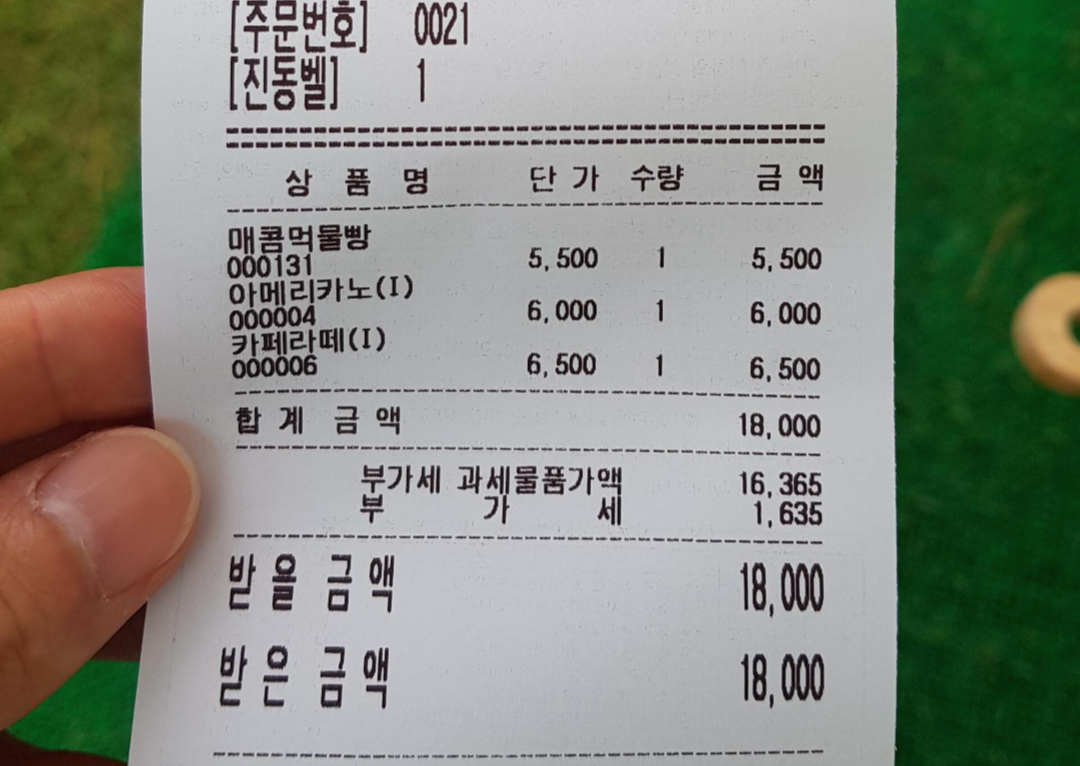 [주문번호] 0021
[진동벨] 1
상 품 명 단 가 수량 금 액
매콤먹물빵
000131 5,500 1 5,500
아메리카노(I)
000004 6,000 1 6,000
카페라떼(I)
000006 6,500 1 6,500
합 계 금 액 18,000
부가세 과세물품가액 16,365
부 가 세 1,635
받 을 금 액 18,000
받 은 금 액 18,000